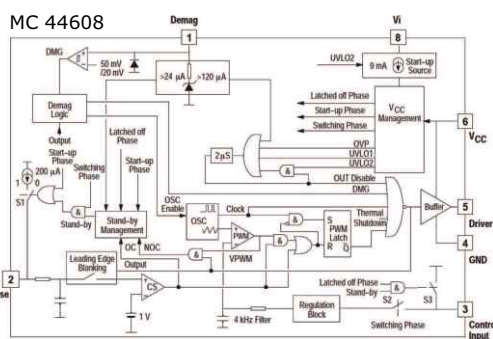 MC 44608
Demag
Vi
1
8
DMG
50 mV
/20 mV
>24 µA
>120 µA
UVLO2
9 mA
Start-up
Source
Demag
Logic
Latched off Phase
Start-up Phase
Switching Phase
VCC
Management
6
VCC
Output
Start-up
Phase
Latched off
Phase
200 µA
Switching
Phase
Start-up
Phase
2µS
OVP
UVLO1
UVLO2
&
OUT Disable
DMG
1
0
S1
&
Stand-by
Stand-by
Management
OSC
Enable
OSC
Clock
&
S
PWM
Latch
R
Q
Thermal
Shutdown
Buffer
5
Driver
OC
NOC
PWM
&
4
GND
Output
&
VPWM
2
se
Leading Edge
Blanking
CS
1 V
4 kHz Filter
Regulation
Block
Latched off Phase
Stand-by
&
S2
S3
Switching Phase
3
Control
Input